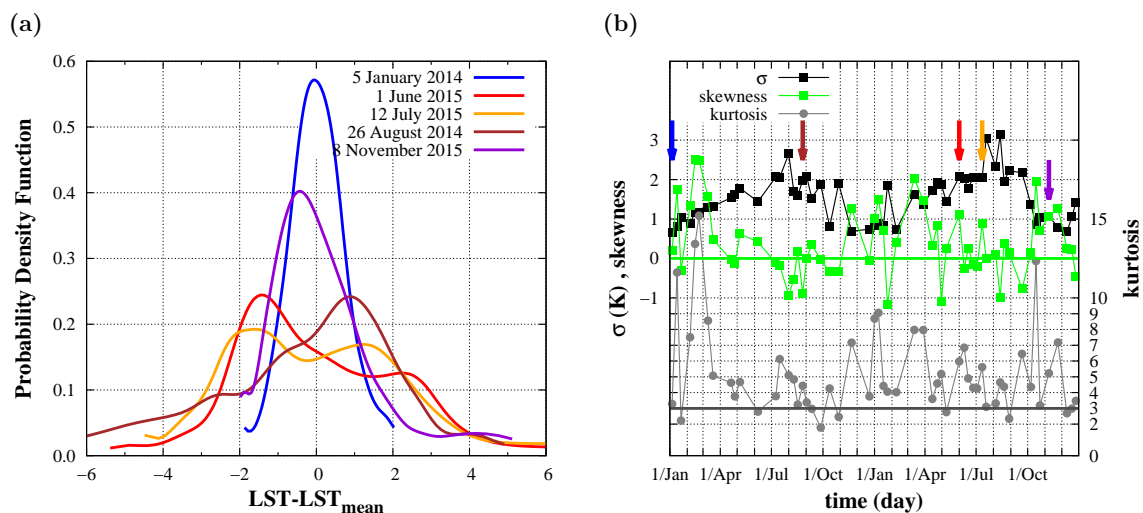 (a)
0.6
0.5
0.4
0.3
0.2
0.1
0.0
Probability Density Function
5 January 2014
1 June 2015
12 July 2015
26 August 2014
8 November 2015
−6 −4 −2 0 2 4 6
LST-LSTmean
(b)
σ
skewness
kurtosis
3
2
1
0
−1
σ (K) , skewness
15
10
9
8
7
6
5
4
3
2
1
0
kurtosis
1/Jan 1/Apr 1/Jul 1/Oct 1/Jan 1/Apr 1/Jul 1/Oct
time (day)